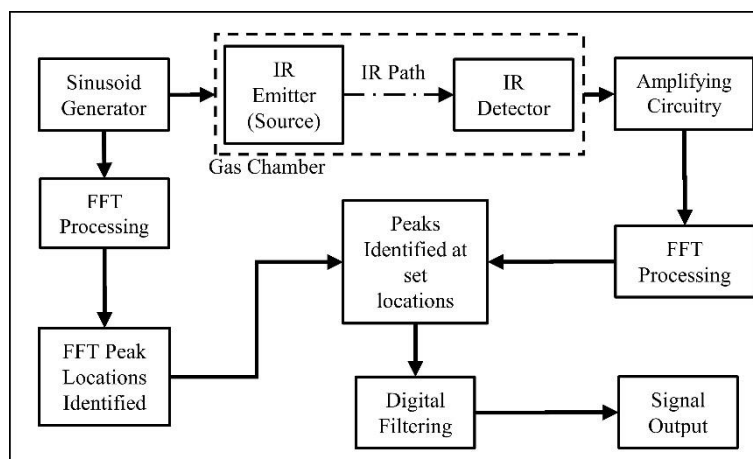 Sinusoid
Generator
IR
Emitter
(Source)
IR Path
IR
Detector
Amplifying
Circuitry
Gas Chamber
FFT
Processing
Peaks
Identified at
set
locations
FFT
Processing
FFT Peak
Locations
Identified
Digital
Filtering
Signal
Output